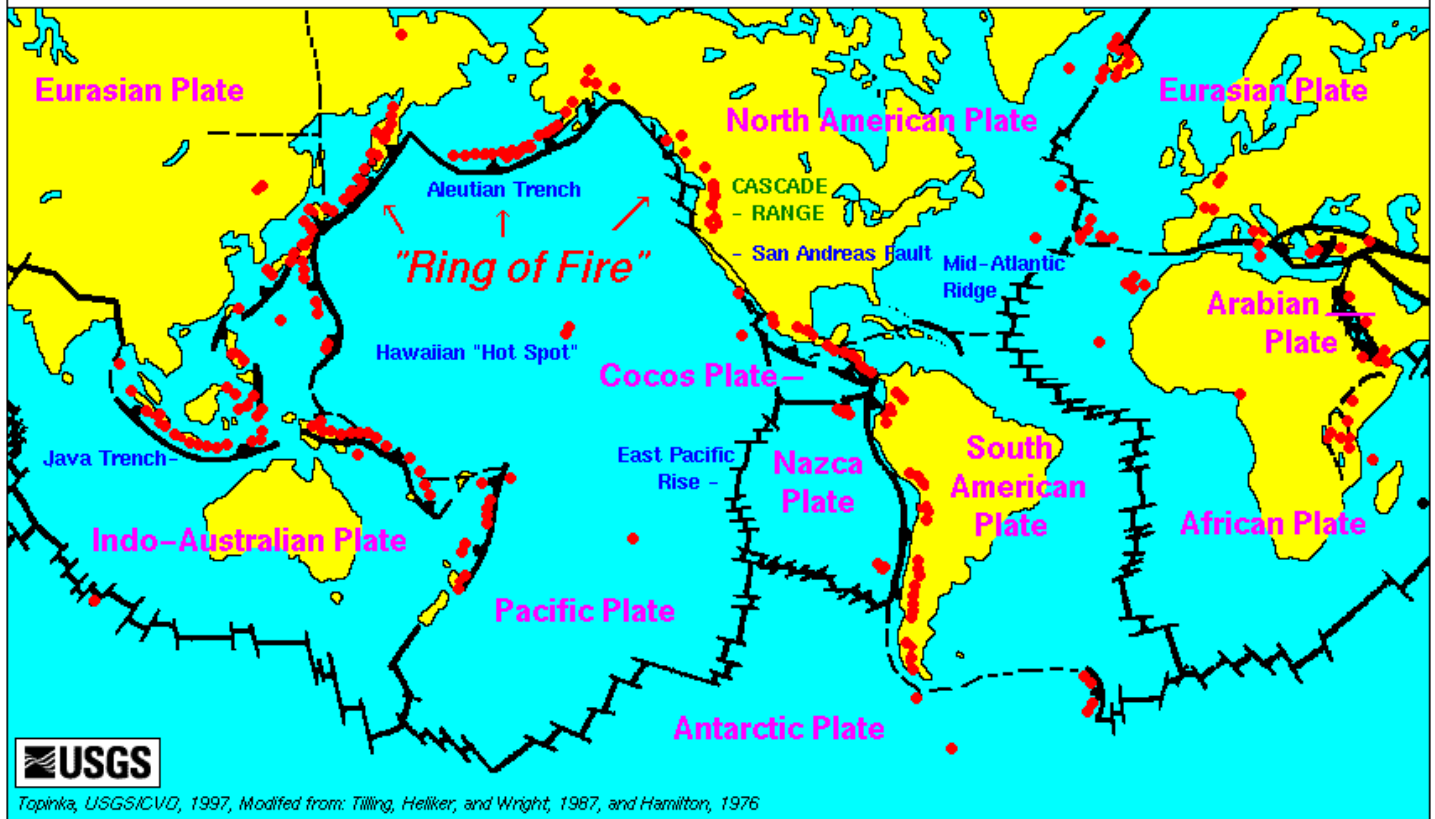 Eurasian Plate
Eurasian Plate
North American Plate
Aleutian Trench
CASCADE
- RANGE
"Ring of Fire"
- San Andreas Fault
Mid-Atlantic
Ridge
Arabian
Plate
Hawaiian "Hot Spot"
Cocos Plate
Java Trench
East Pacific
Rise -
Nazca
Plate
South
American
Plate
Indo-Australian Plate
African Plate
Pacific Plate
Antarctic Plate
USGS
Topinka, USGS/CVO, 1997, Modifed from: Tilling, Heliker, and Wright, 1987, and Hamilton, 1976